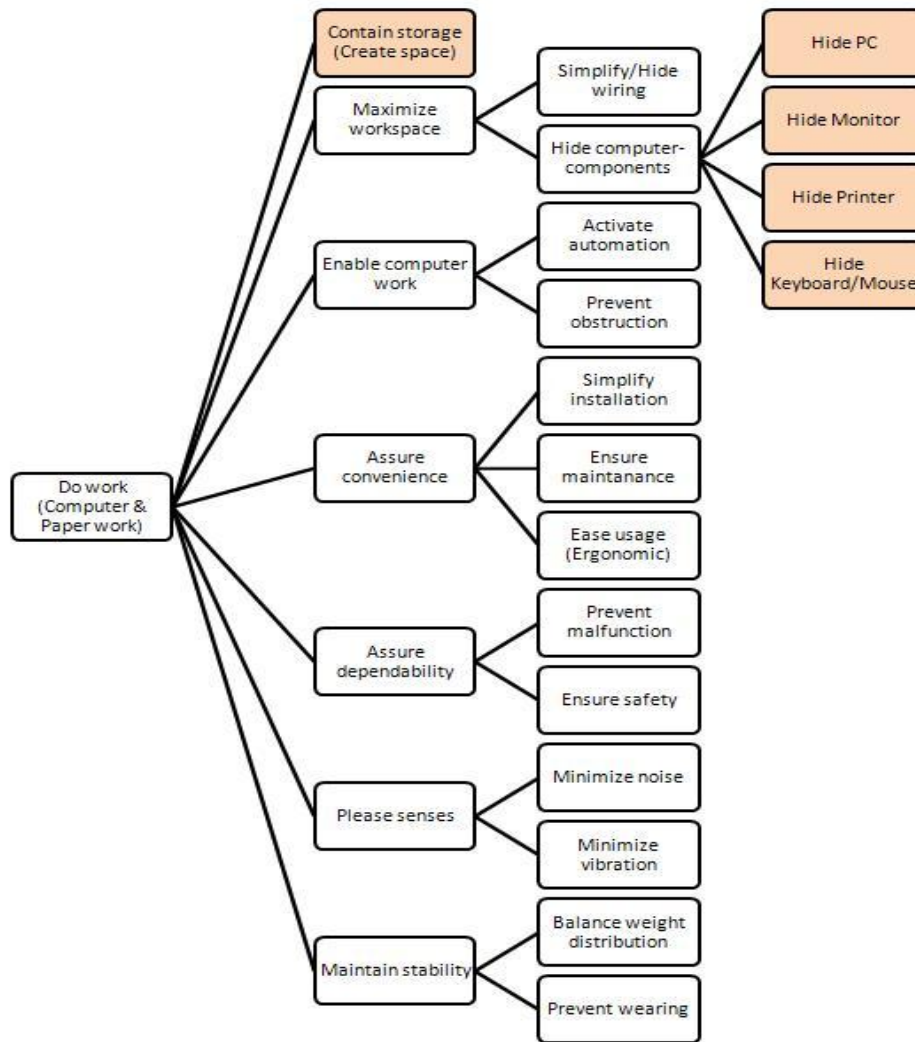 Contain storage
(Create space)
Maximize
workspace
Simplify/Hide
wiring
Hide computer-
components
Hide PC
Hide Monitor
Hide Printer
Hide
Keyboard/Mouse
Enable computer
work
Activate
automation
Prevent
obstruction
Do work
(Computer &
Paper work)
Assure
convenience
Simplify
installation
Ensure
maintanance
Ease usage
(Ergonomic)
Assure
dependability
Prevent
malfunction
Ensure safety
Please senses
Minimize noise
Minimize
vibration
Maintain stability
Balance weight
distribution
Prevent wearing